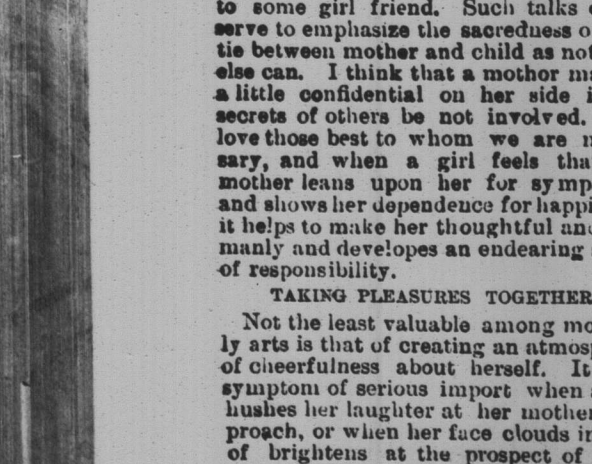 to some girl friend. Such talks
serve to emphasize the sacredness o
tie between mother and child as not
else can. I think that a mothor ma
a little confidential on her side i
secrets of others be not involved.
love those best to whom we are n
sary, and when a girl feels tha
mother leans upon her for symp
and shows her dependence for happi
it helps to make her thoughtful and
manly and developes an endearing
of responsibility.
TAKING PLEASURES TOGETHER
Not the least valuable among mo
ly arts is that of creating an atmos
of cheerfulness about herself. It
symptom of serious import when
hushes her laughter at her mother
proach, or when her face clouds in
of brightens at the prospect of